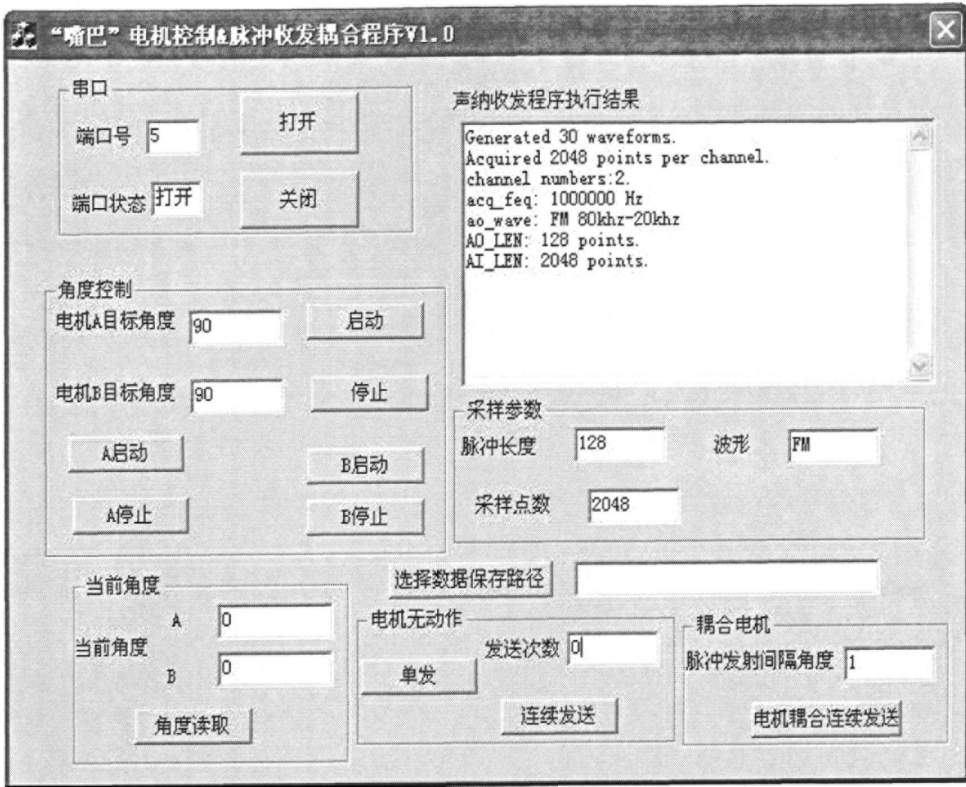 “嘴巴”电机控制&脉冲收发耦合程序V1.0
串口
端口号 5
打开
端口状态 打开
关闭
声纳收发程序执行结果
Generated 30 waveforms.
Acquired 2048 points per channel.
channel numbers:2.
acq_feq: 1000000 Hz
ao_wave: FM 80khz-20khz
AO_LEN: 128 points.
AI_LEN: 2048 points.
角度控制
电机A目标角度 90
启动
电机B目标角度 90
停止
A启动
B启动
A停止
B停止
采样参数
脉冲长度 128 波形 FM
采样点数 2048
选择数据保存路径
当前角度
当前角度
A 0
B 0
角度读取
电机无动作
发送次数 0
单发
连续发送
耦合电机
脉冲发射间隔角度 1
电机耦合连续发送